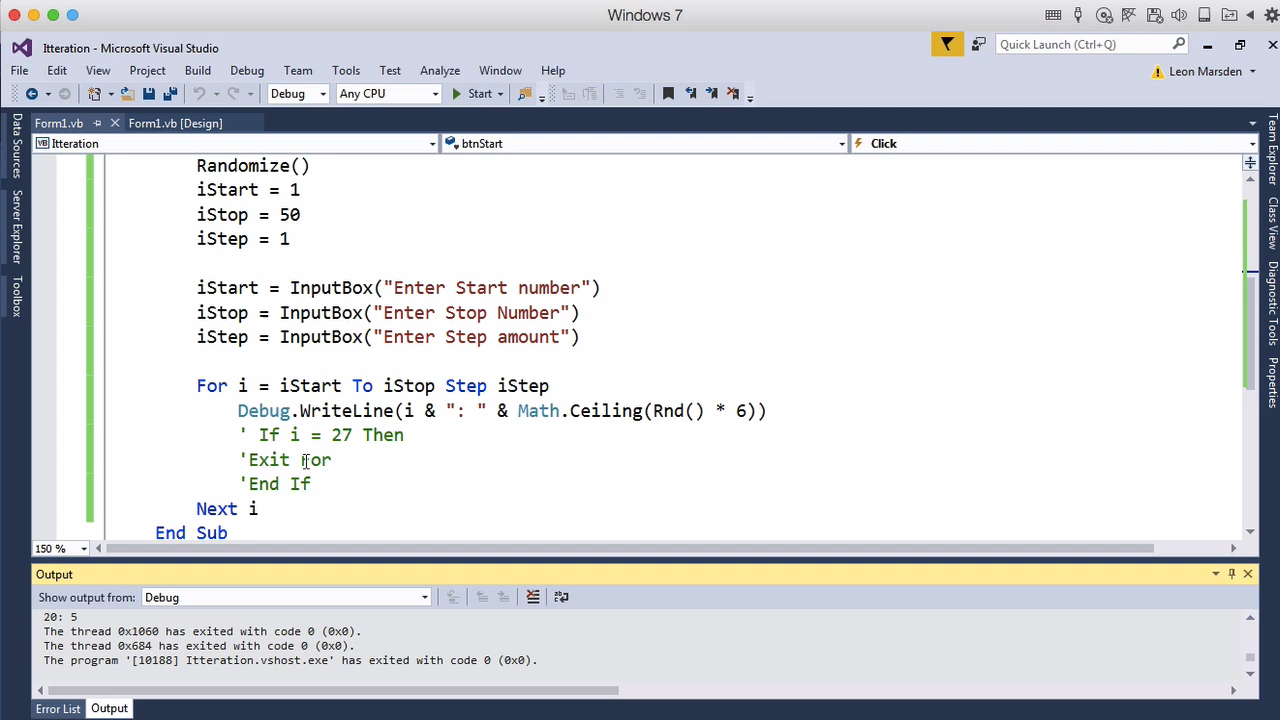 Windows 7
Itteration - Microsoft Visual Studio
Quick Launch (Ctrl+Q)
File Edit View Project Build Debug Team Tools Test Analyze Window Help
Leon Marsden
Debug Any CPU Start
Form1.vb Form1.vb [Design]
Itteration btnStart Click
Data Sources
Server Explorer
Toolbox
Randomize()
iStart = 1
iStop = 50
iStep = 1
iStart = InputBox("Enter Start number")
iStop = InputBox("Enter Stop Number")
iStep = InputBox("Enter Step amount")
For i = iStart To iStop Step iStep
Debug.WriteLine(i & ": " & Math.Ceiling(Rnd() * 6))
' If i = 27 Then
'Exit For
'End If
Next i
End Sub
150 %
Team Explorer
Class View
Diagnostic Tools
Properties
Output
Show output from: Debug
20: 5
The thread 0x1060 has exited with code 0 (0x0).
The thread 0x684 has exited with code 0 (0x0).
The program '[10188] Itteration.vshost.exe' has exited with code 0 (0x0).
Error List Output